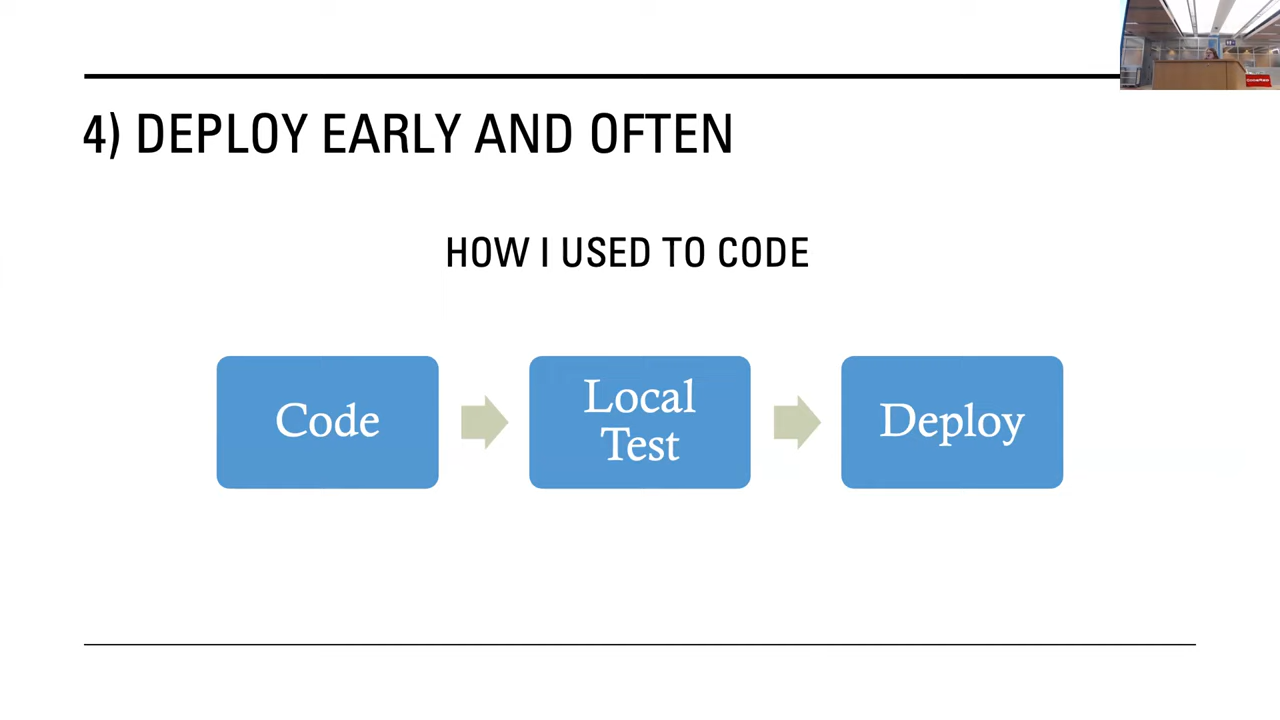 4) DEPLOY EARLY AND OFTEN
HOW I USED TO CODE
Code
Local
Test
Deploy